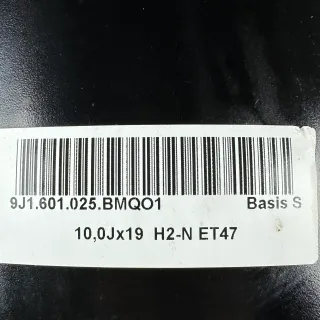 9J1.601.025.BMQO1 Basis S
10,0Jx19 H2-N ET47